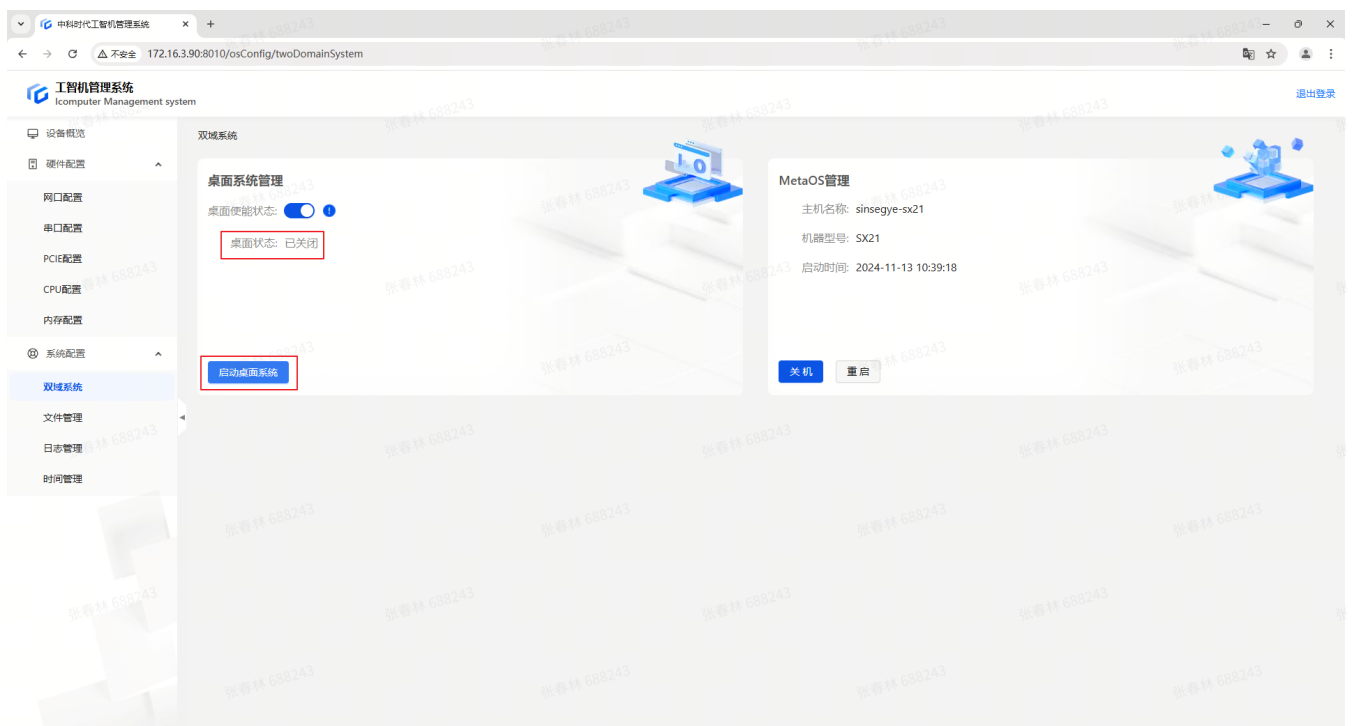 中科时代工智机管理系统
不安全 172.16.3.90:8010/osConfig/twoDomainSystem
工智机管理系统
Icomputer Management system
退出登录
设备概览
硬件配置
网口配置
串口配置
PCIE配置
CPU配置
内存配置
系统配置
双域系统
文件管理
日志管理
时间管理
双域系统
桌面系统管理
桌面使能状态:
桌面状态: 已关闭
启动桌面系统
MetaOS管理
主机名称: sinsegye-sx21
机器型号: SX21
启动时间: 2024-11-13 10:39:18
关机
重启
张春林 688243